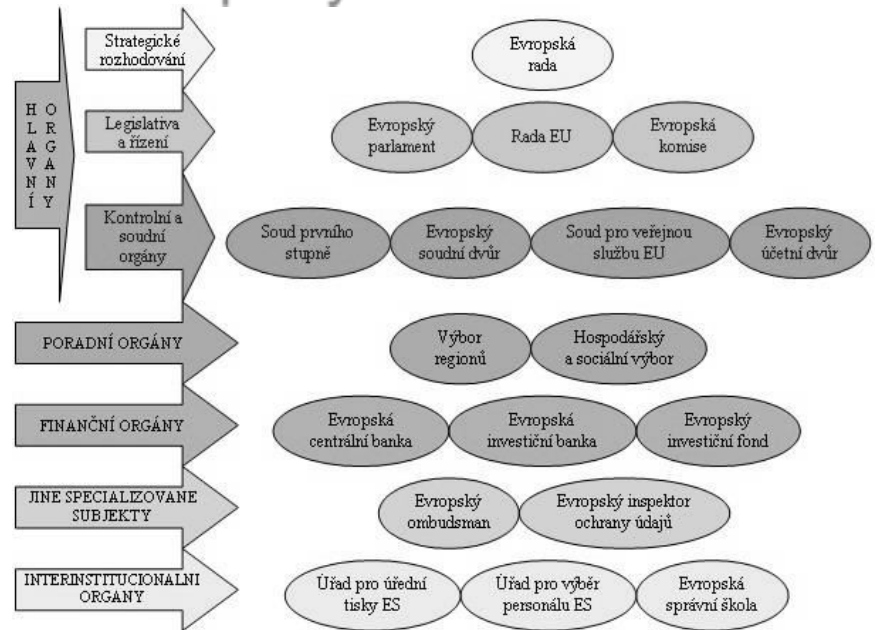 Strategické
rozhodování
Evropská
rada
HLAVNÍ
ORGANY
Legislativa
a řízení
Evropský
parlament
Rada EU
Evropská
komise
Kontrolní a
soudní
orgány
Soud prvního
stupně
Evropský
soudní dvůr
Soud pro veřejnou
službu EU
Evropský
účetní dvůr
PORADNÍ ORGÁNY
Výbor
regionů
Hospodářský
a sociální výbor
FINANČNÍ ORGÁNY
Evropská
centrální banka
Evropská
investiční banka
Evropský
investiční fond
JINE SPECIALIZOVANE
SUBJEKTY
Evropský
ombudsman
Evropský inspektor
ochrany údajů
INTERINSTITUCIONALNI
ORGANY
Úřad pro úřední
tisky ES
Úřad pro výběr
personálu ES
Evropská
správní škola